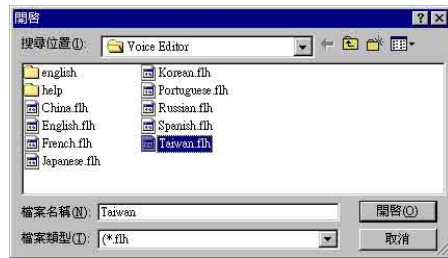 開啓
搜尋位置(I): Voice Editor
english
help
China.flh
English.flh
French.flh
Japanese.flh
Korean.flh
Portuguese.flh
Russian.flh
Spanish.flh
Taiwan.flh
檔案名稱(N): Taiwan
開啓(O)
檔案類型(T): (*.flh
取消